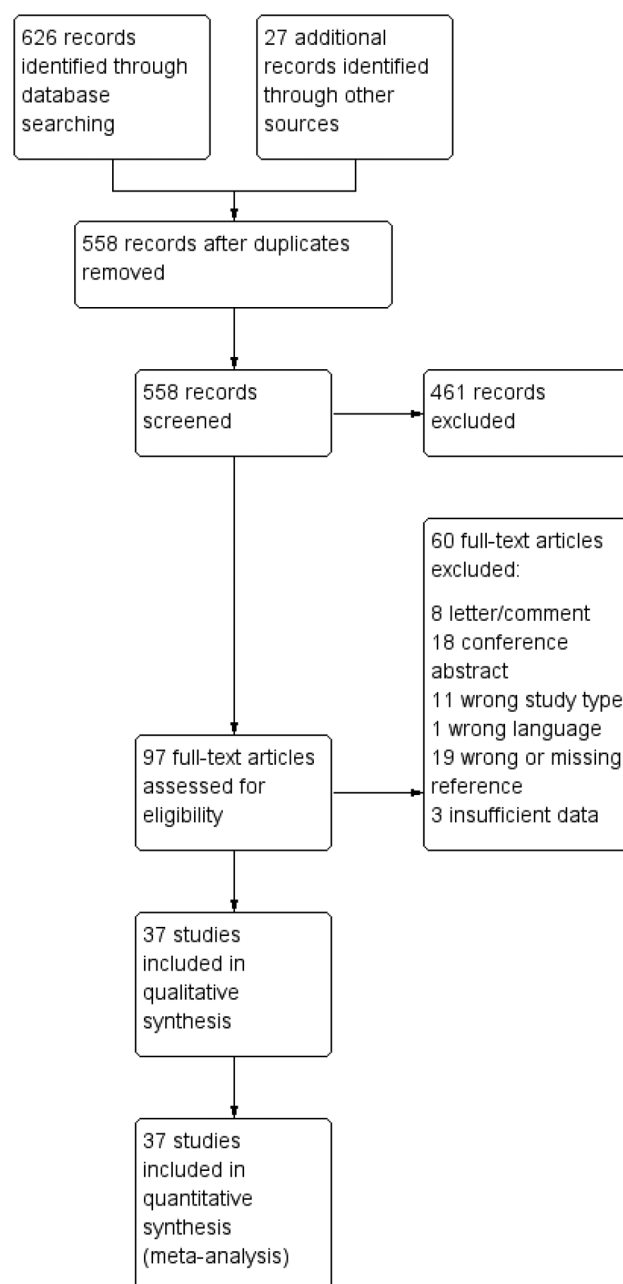 626 records
identified through
database
searching
27 additional
records identified
through other
sources
558 records after duplicates
removed
558 records
screened
461 records
excluded
60 full-text articles
excluded:
8 letter/comment
18 conference
abstract
11 wrong study type
1 wrong language
19 wrong or missing
reference
3 insufficient data
97 full-text articles
assessed for
eligibility
37 studies
included in
qualitative
synthesis
37 studies
included in
quantitative
synthesis
(meta-analysis)